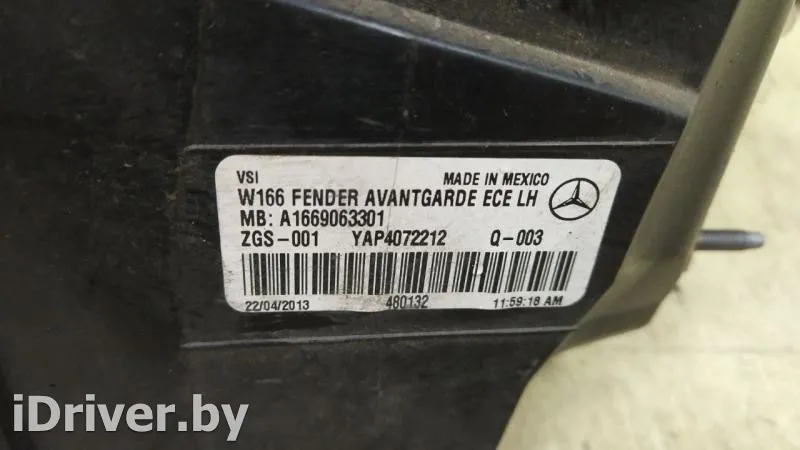 VSI MADE IN MEXICO
W166 FENDER AVANTGARDE ECE LH
MB: A1669063301
ZGS-001 YAP4072212 Q-003
22/04/2013 480132 11:59:18 AM
iDriver.by